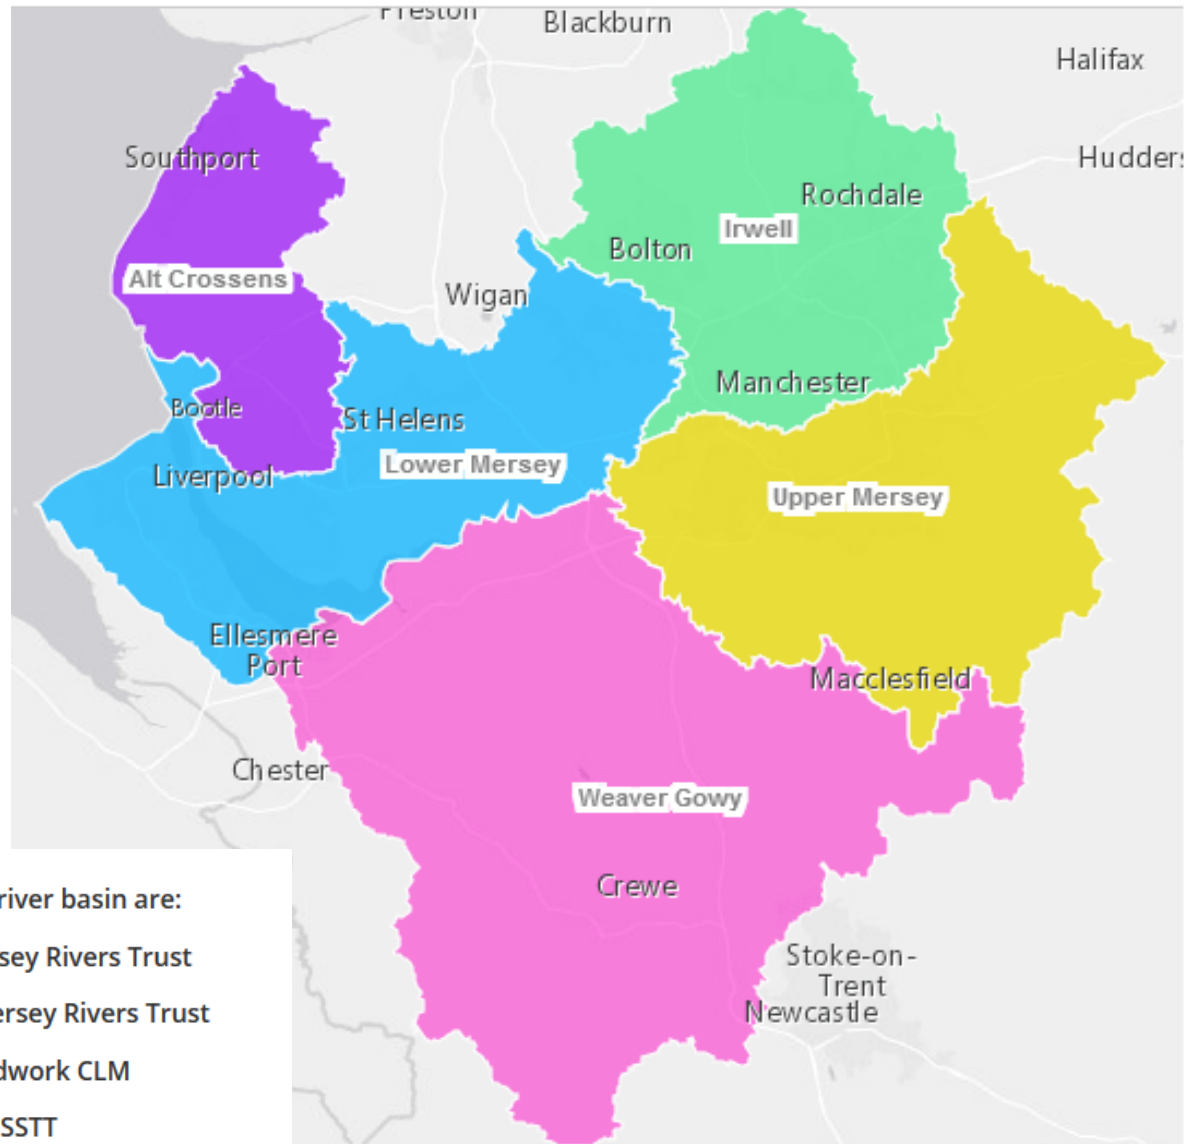 Preston
Blackburn
Halifax
Southport
Rochdale
Irwell
Bolton
Alt Crossens
Wigan
Manchester
Bootle
St Helens
Lower Mersey
Liverpool
Upper Mersey
Ellesmere
Port
Macclesfield
Chester
Weaver Gowy
Crewe
river basin are:
sey Rivers Trust
ersey Rivers Trust
dwork CLM
SSTT
Stoke-on-
Trent
Newcastle